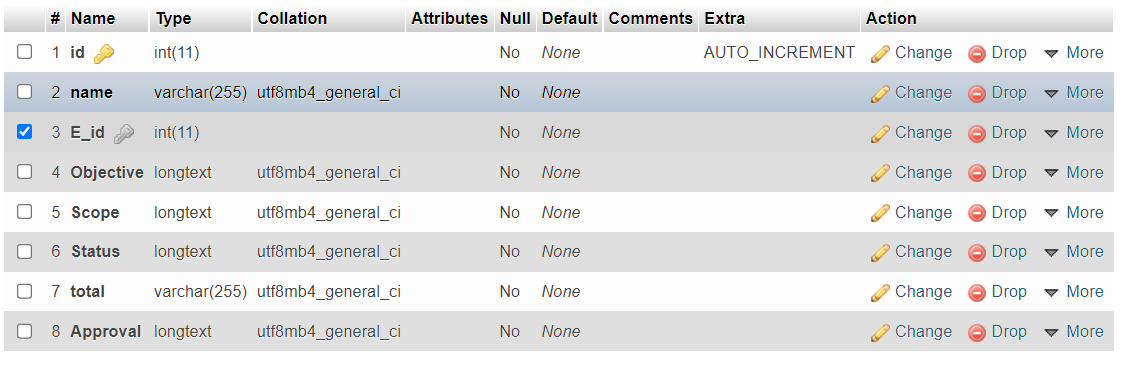 # Name Type Collation Attributes Null Default Comments Extra Action
1 id int(11) No None AUTO_INCREMENT Change Drop More
2 name varchar(255) utf8mb4_general_ci No None Change Drop More
3 E_id int(11) No None Change Drop More
4 Objective longtext utf8mb4_general_ci No None Change Drop More
5 Scope longtext utf8mb4_general_ci No None Change Drop More
6 Status longtext utf8mb4_general_ci No None Change Drop More
7 total varchar(255) utf8mb4_general_ci No None Change Drop More
8 Approval longtext utf8mb4_general_ci No None Change Drop More